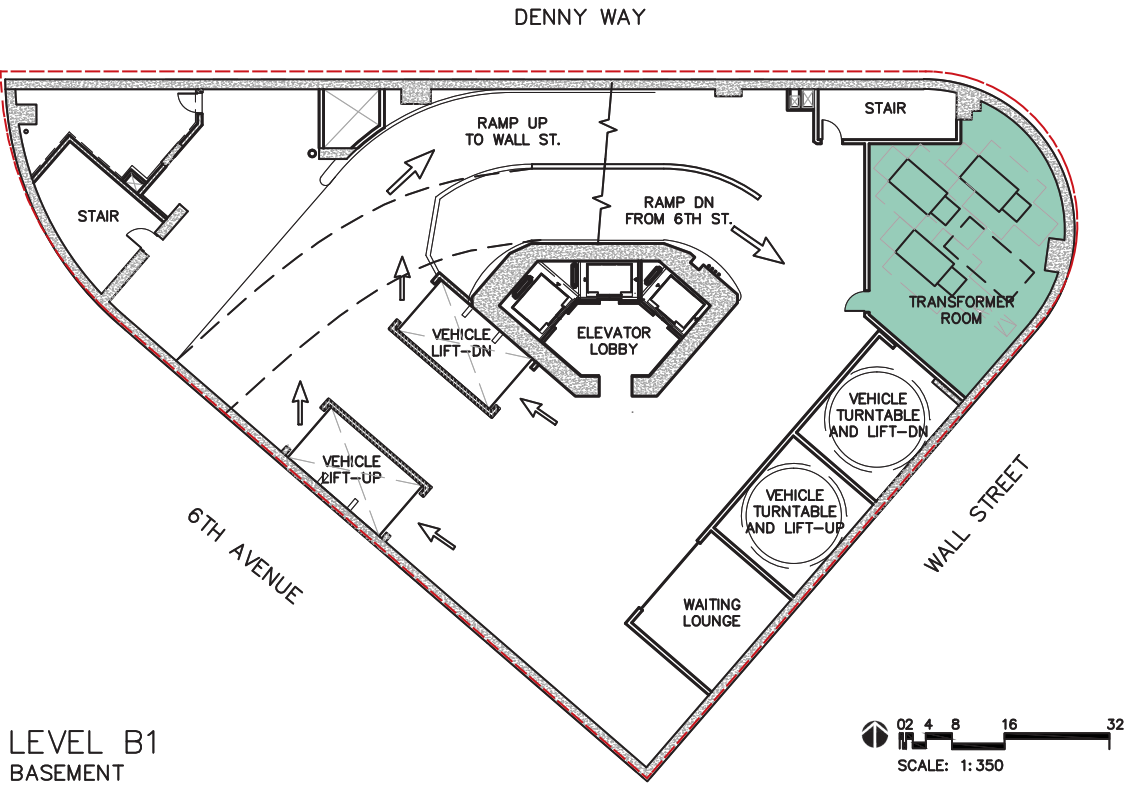 DENNY WAY
RAMP UP
TO WALL ST.
STAIR
RAMP DN
FROM 6TH ST.
STAIR
TRANSFORMER
ROOM
VEHICLE
LIFT-DN
ELEVATOR
LOBBY
VEHICLE
TURNTABLE
AND LIFT-DN
VEHICLE
LIFT-UP
VEHICLE
TURNTABLE
AND LIFT-UP
6TH AVENUE
WALL STREET
WAITING
LOUNGE
LEVEL B1
BASEMENT
0 2 4 8 16 32
SCALE: 1:350